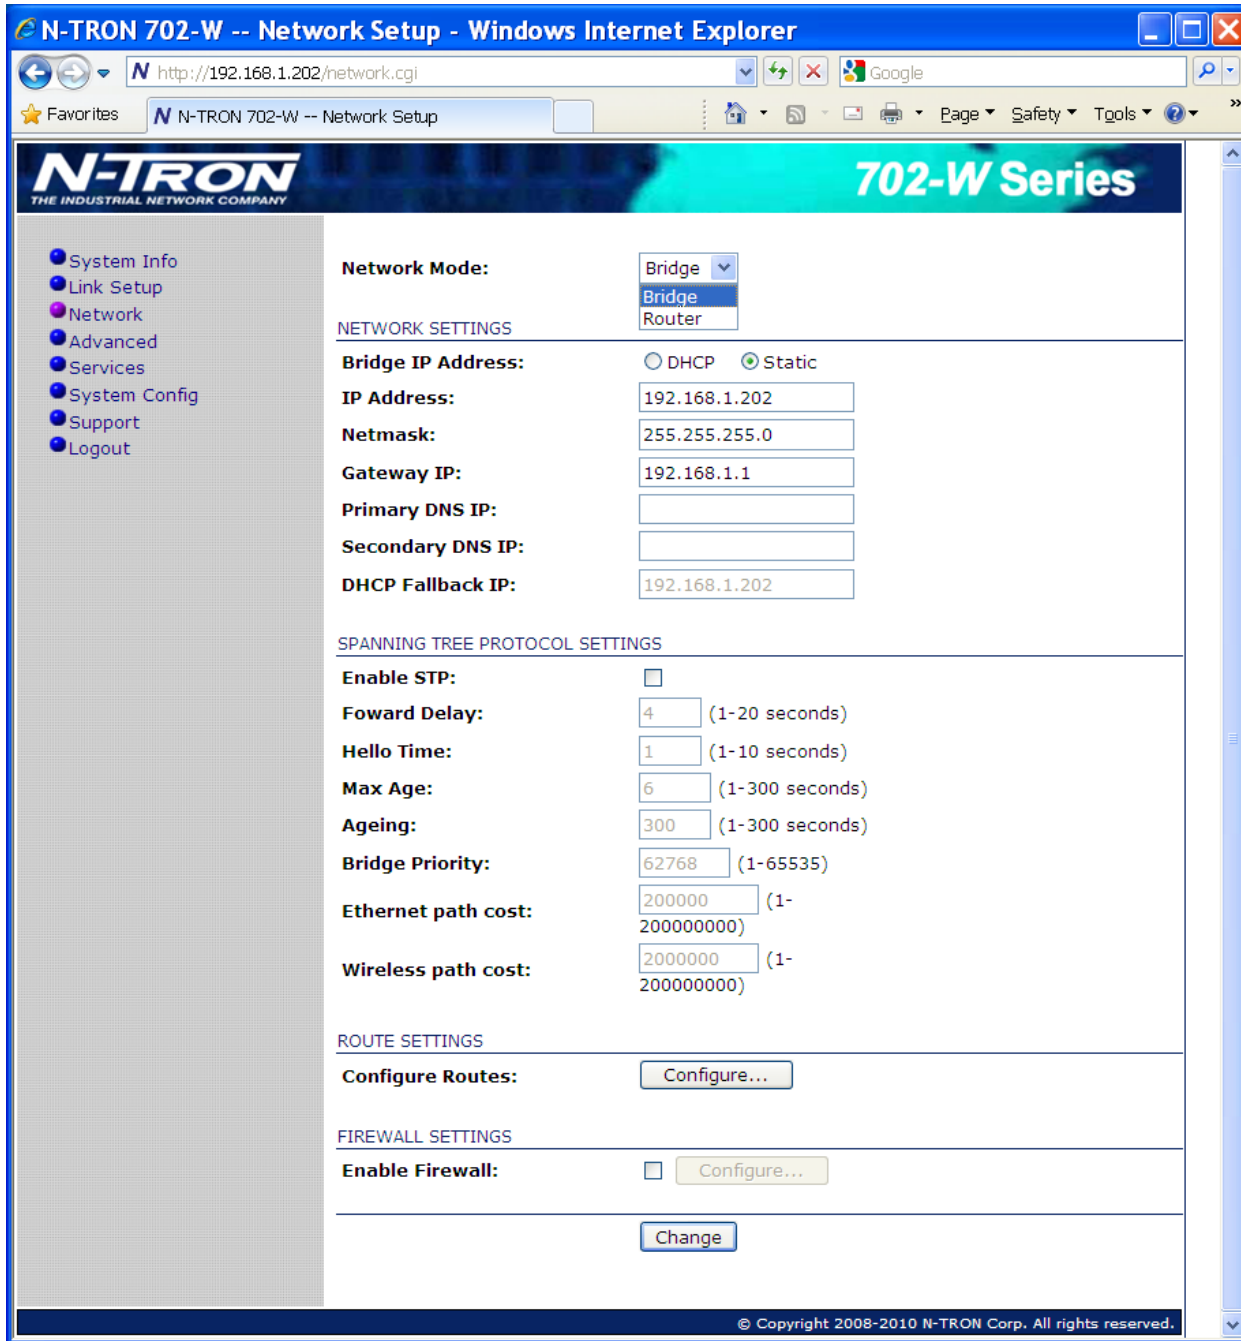 N-TRON 702-W -- Network Setup - Windows Internet Explorer
http://192.168.1.202/network.cgi
Google
Favorites
N-TRON 702-W -- Network Setup
Page Safety Tools
N-TRON
THE INDUSTRIAL NETWORK COMPANY
702-W Series
System Info
Link Setup
Network
Advanced
Services
System Config
Support
Logout
Network Mode: Bridge
Bridge
Router
NETWORK SETTINGS
Bridge IP Address: DHCP Static
IP Address: 192.168.1.202
Netmask: 255.255.255.0
Gateway IP: 192.168.1.1
Primary DNS IP:
Secondary DNS IP:
DHCP Fallback IP: 192.168.1.202
SPANNING TREE PROTOCOL SETTINGS
Enable STP:
Foward Delay: 4 (1-20 seconds)
Hello Time: 1 (1-10 seconds)
Max Age: 6 (1-300 seconds)
Ageing: 300 (1-300 seconds)
Bridge Priority: 62768 (1-65535)
Ethernet path cost: 200000 (1-
200000000)
Wireless path cost: 2000000 (1-
200000000)
ROUTE SETTINGS
Configure Routes: Configure...
FIREWALL SETTINGS
Enable Firewall: Configure...
Change
© Copyright 2008-2010 N-TRON Corp. All rights reserved.